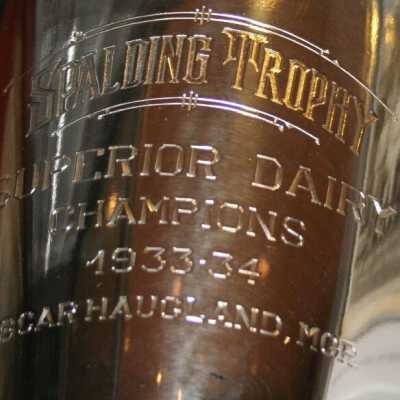 SPALDING TROPHY
SUPERIOR DAIRY
CHAMPIONS
1933-34
OSCAR HAUGLAND, MGR.